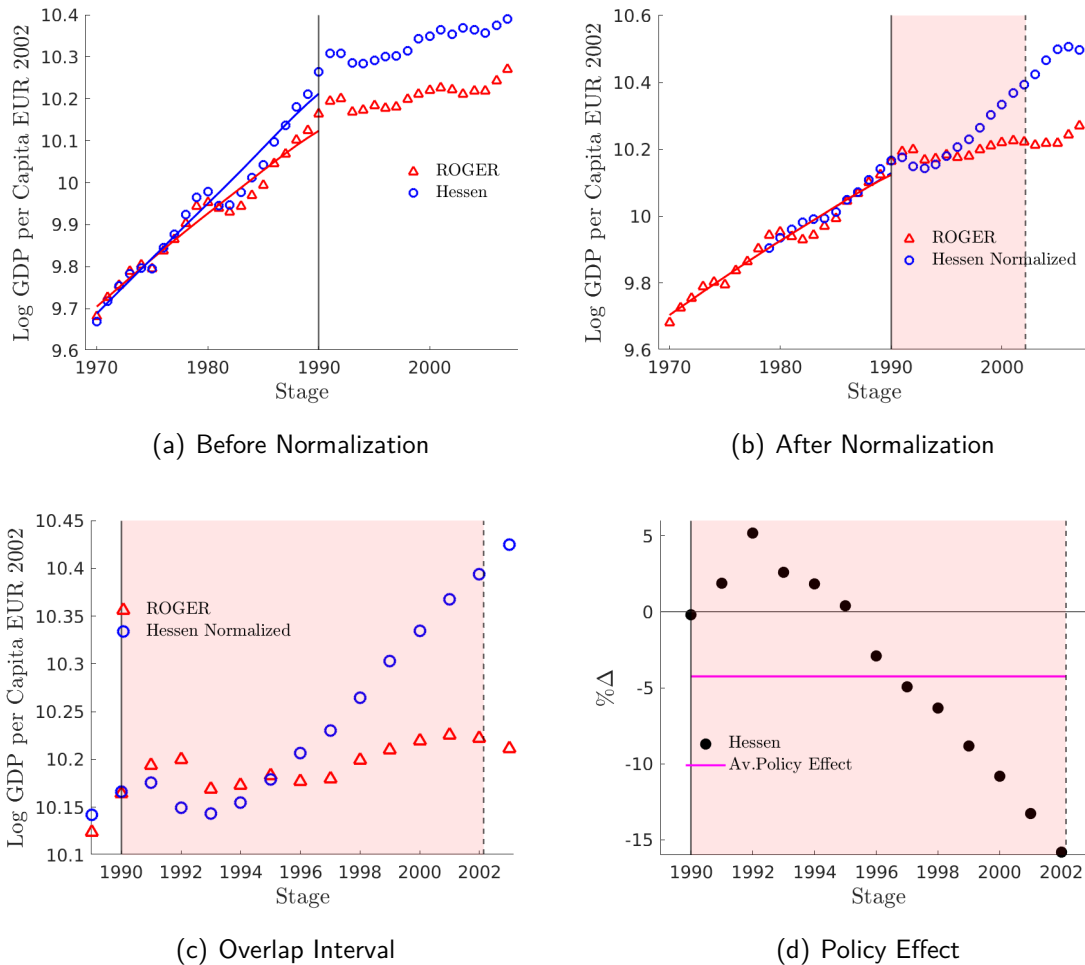 Log GDP per Capita EUR 2002
10.4
10.3
10.2
10.1
10
9.9
9.8
9.7
9.6
1970
1980
1990
2000
Stage
ROGER
Hessen
(a) Before Normalization
Log GDP per Capita EUR 2002
10.6
10.4
10.2
10
9.8
9.6
1970
1980
1990
2000
Stage
ROGER
Hessen Normalized
(b) After Normalization
Log GDP per Capita EUR 2002
10.45
10.4
10.35
10.3
10.25
10.2
10.15
10.1
1990
1992
1994
1996
1998
2000
2002
Stage
ROGER
Hessen Normalized
(c) Overlap Interval
%Δ
5
0
-5
-10
-15
1990
1992
1994
1996
1998
2000
2002
Stage
Hessen
Av.Policy Effect
(d) Policy Effect